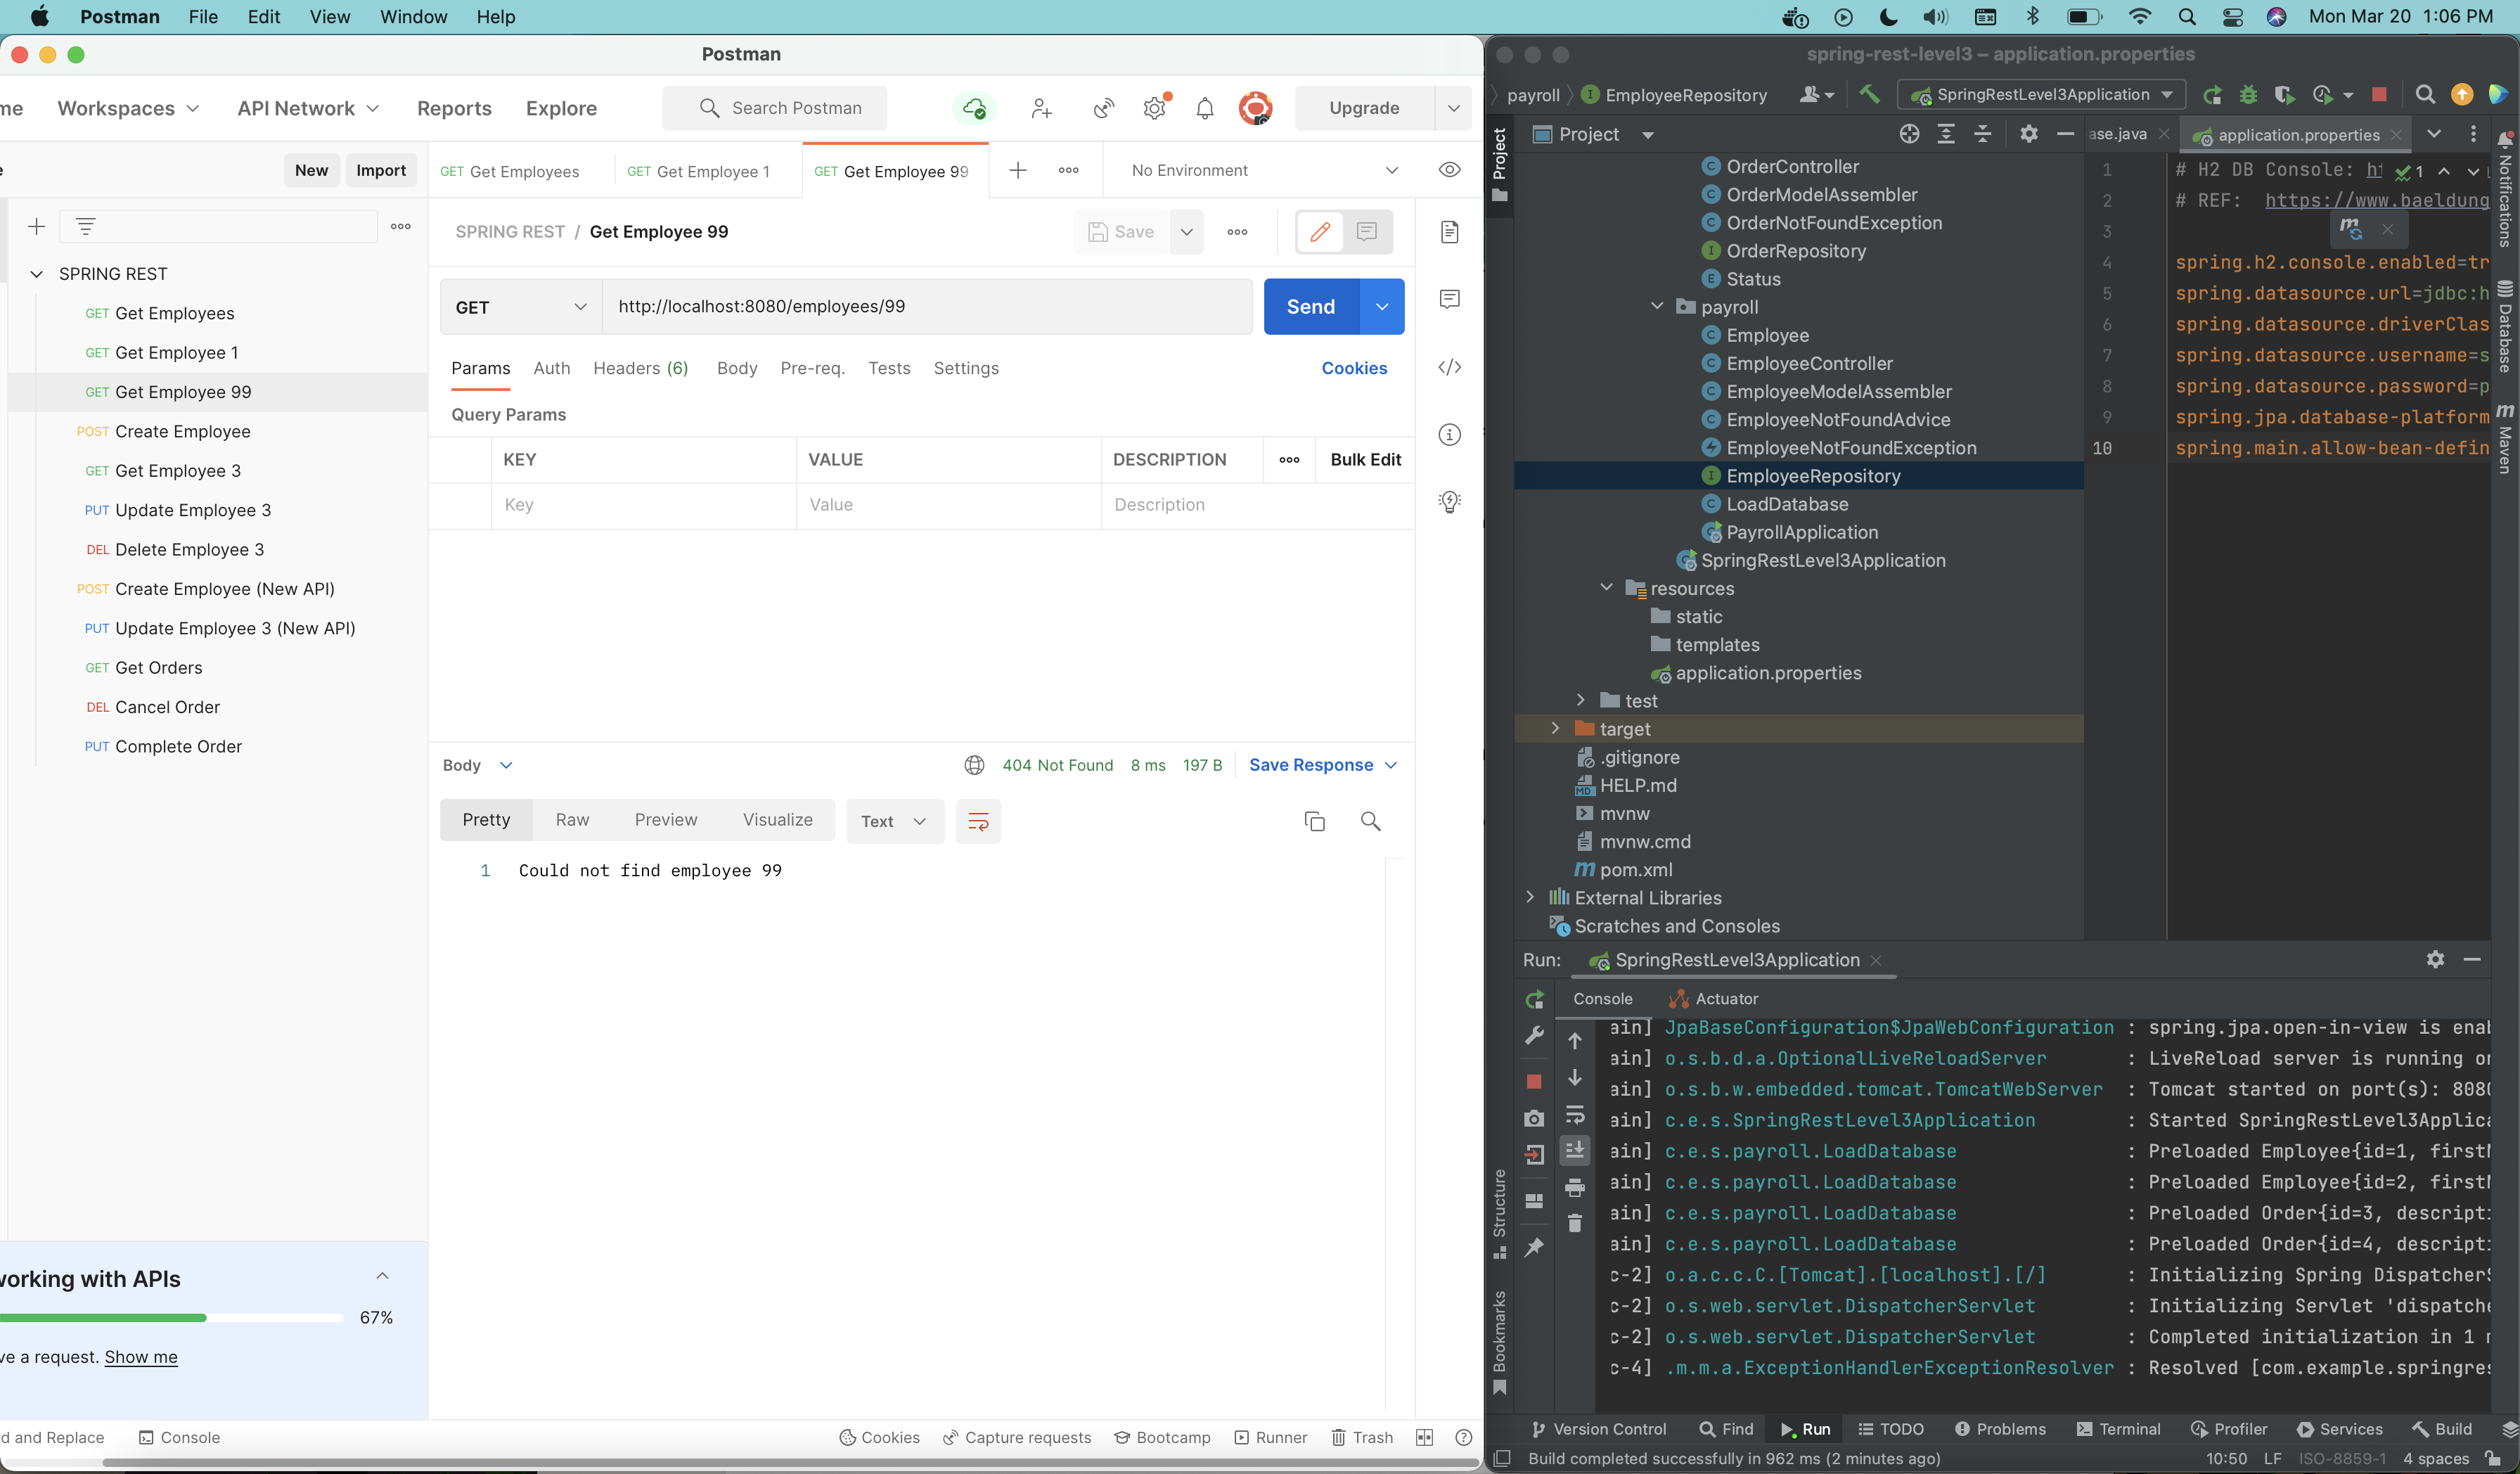 Postman File Edit View Window Help
Mon Mar 20 1:06 PM
Postman
me Workspaces API Network Reports Explore
Search Postman
Upgrade
e
New Import
GET Get Employees
GET Get Employee 1
GET Get Employee 99
No Environment
SPRING REST / Get Employee 99
Save
SPRING REST
GET Get Employees
GET Get Employee 1
GET Get Employee 99
POST Create Employee
GET Get Employee 3
PUT Update Employee 3
DEL Delete Employee 3
POST Create Employee (New API)
PUT Update Employee 3 (New API)
GET Get Orders
DEL Cancel Order
PUT Complete Order
working with APIs
67%
ve a request. Show me
GET
http://localhost:8080/employees/99
Send
Params Auth Headers (6) Body Pre-req. Tests Settings
Cookies
Query Params
KEY VALUE DESCRIPTION Bulk Edit
Key Value Description
Body
404 Not Found 8 ms 197 B Save Response
Pretty Raw Preview Visualize Text
1 Could not find employee 99
d and Replace Console
Cookies Capture requests Bootcamp Runner Trash
spring-rest-level3 – application.properties
payroll EmployeeRepository
SpringRestLevel3Application
Project
Project
ase.java application.properties
OrderController
OrderModelAssembler
OrderNotFoundException
OrderRepository
Status
payroll
Employee
EmployeeController
EmployeeModelAssembler
EmployeeNotFoundAdvice
EmployeeNotFoundException
EmployeeRepository
LoadDatabase
PayrollApplication
SpringRestLevel3Application
resources
static
templates
application.properties
test
target
.gitignore
HELP.md
mvnw
mvnw.cmd
pom.xml
External Libraries
Scratches and Consoles
1 # H2 DB Console: ht 1
2 # REF: https://www.baeldung
3
4 spring.h2.console.enabled=tr
5 spring.datasource.url=jdbc:h
6 spring.datasource.driverClas
7 spring.datasource.username=s
8 spring.datasource.password=p
9 spring.jpa.database-platform
10 spring.main.allow-bean-defin
Notifications
Database
Maven
Run: SpringRestLevel3Application
Console Actuator
ain] JpaBaseConfiguration$JpaWebConfiguration : spring.jpa.open-in-view is enab
ain] o.s.b.d.a.OptionalLiveReloadServer : LiveReload server is running on
ain] o.s.b.w.embedded.tomcat.TomcatWebServer : Tomcat started on port(s): 8080
ain] c.e.s.SpringRestLevel3Application : Started SpringRestLevel3Applica
ain] c.e.s.payroll.LoadDatabase : Preloaded Employee{id=1, firstN
ain] c.e.s.payroll.LoadDatabase : Preloaded Employee{id=2, firstN
ain] c.e.s.payroll.LoadDatabase : Preloaded Order{id=3, descripti
ain] c.e.s.payroll.LoadDatabase : Preloaded Order{id=4, descripti
c-2] o.a.c.c.C.[Tomcat].[localhost].[/] : Initializing Spring DispatcherS
c-2] o.s.web.servlet.DispatcherServlet : Initializing Servlet 'dispatche
c-2] o.s.web.servlet.DispatcherServlet : Completed initialization in 1 m
c-4] .m.m.a.ExceptionHandlerExceptionResolver : Resolved [com.example.springres
Structure
Bookmarks
Version Control Find Run TODO Problems Terminal Profiler Services Build
Build completed successfully in 962 ms (2 minutes ago)
10:50 LF ISO-8859-1 4 spaces